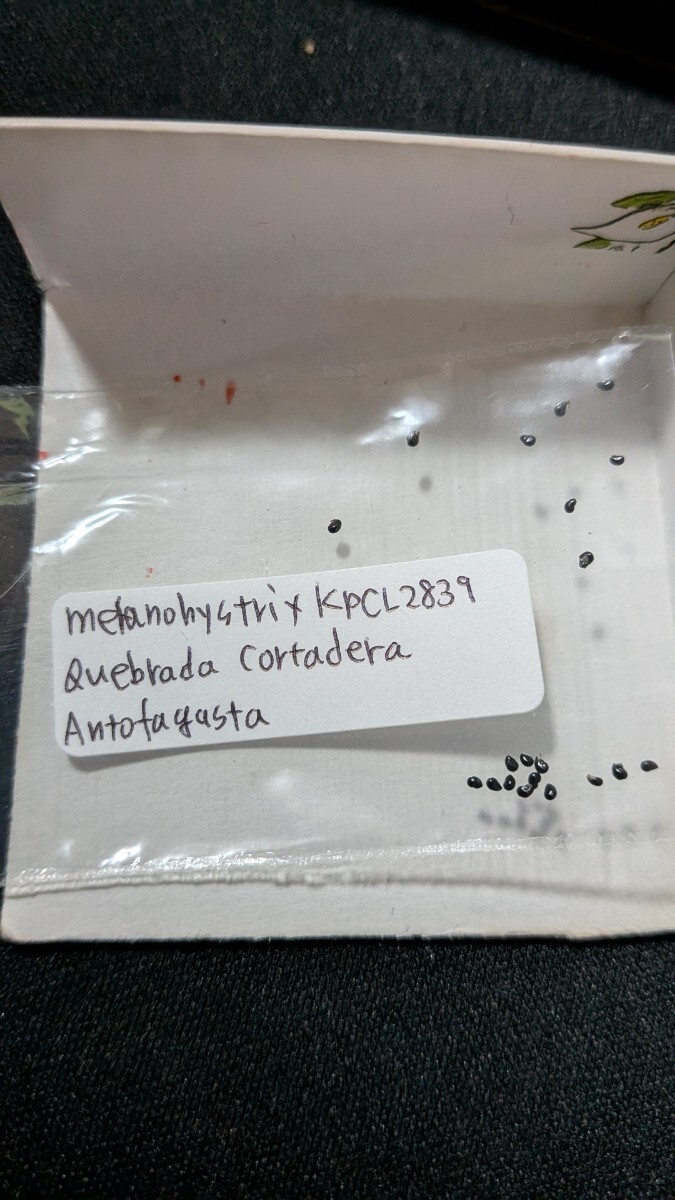 melanohystrix KPCL2839
Quebrada Cortadera
Antofagasta